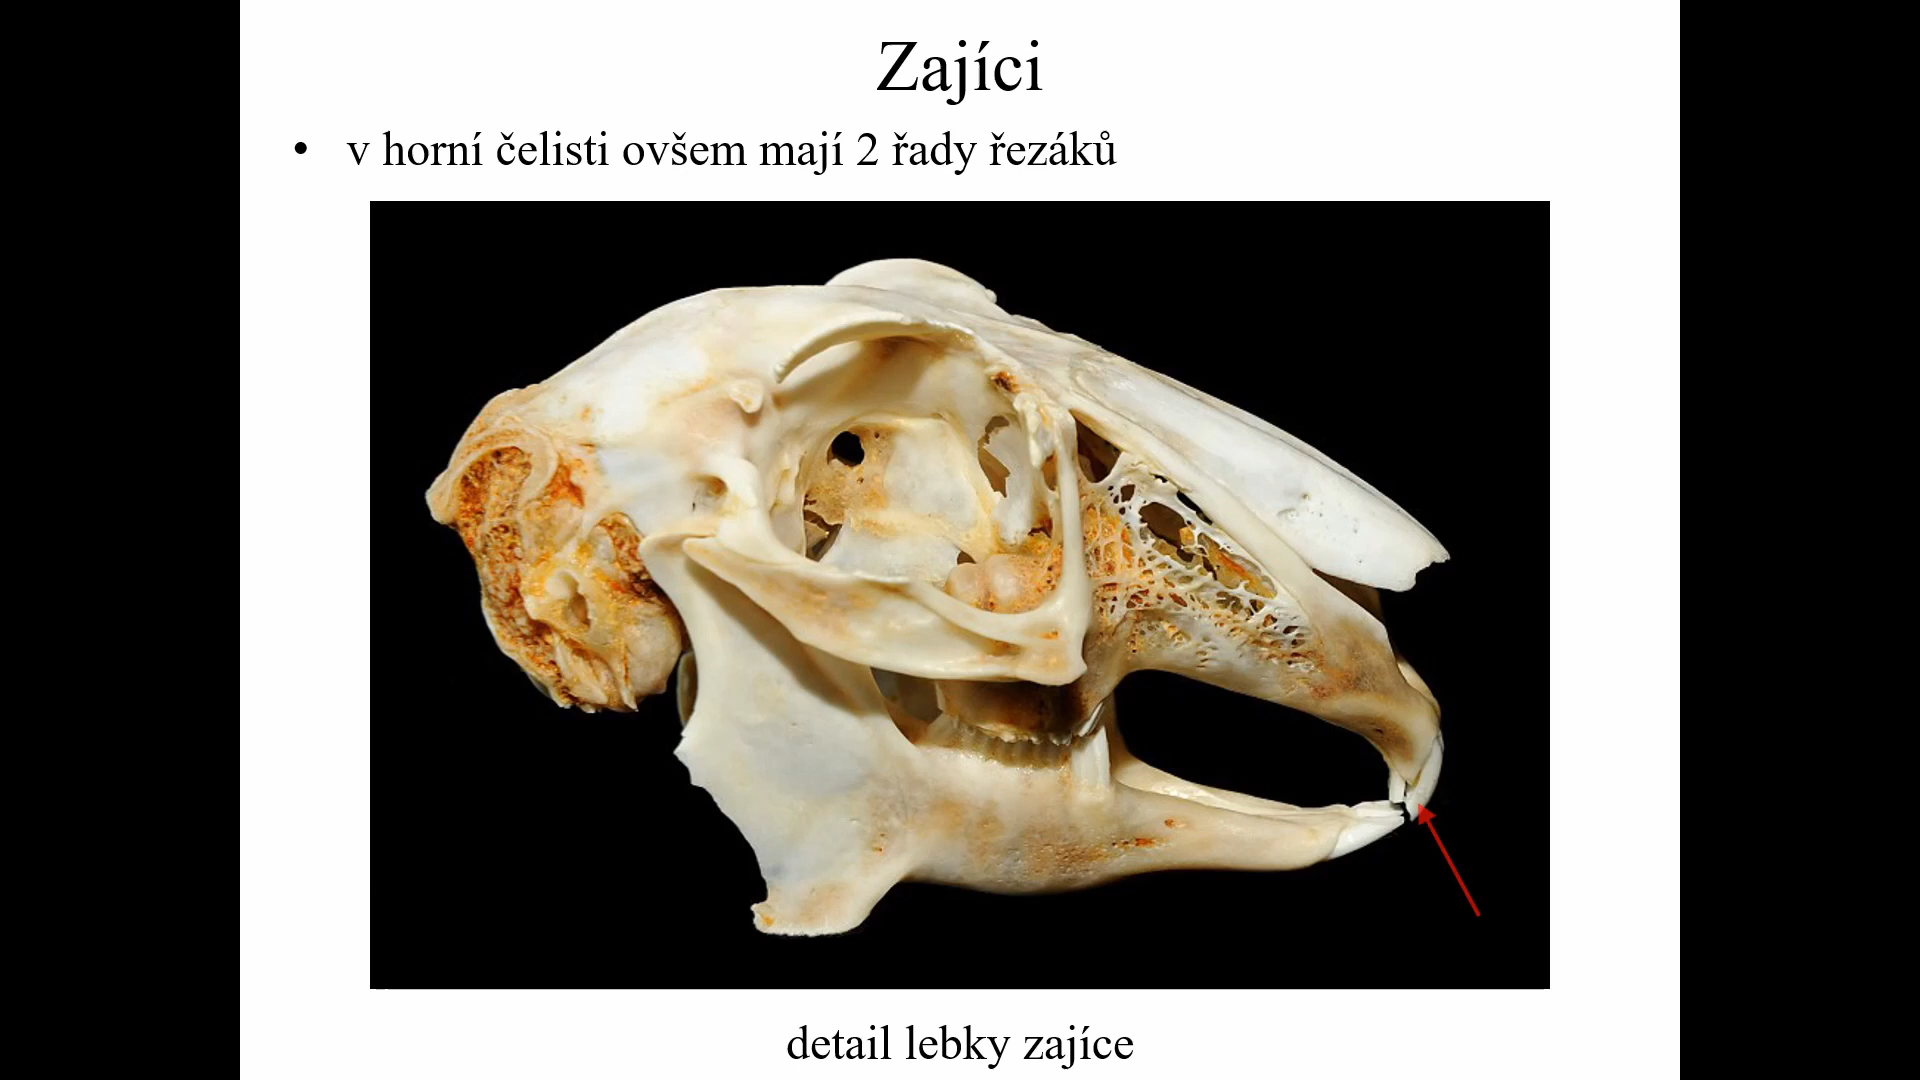 Zajíci
• v horní čelisti ovšem mají 2 řady řezáků
detail lebky zajíce